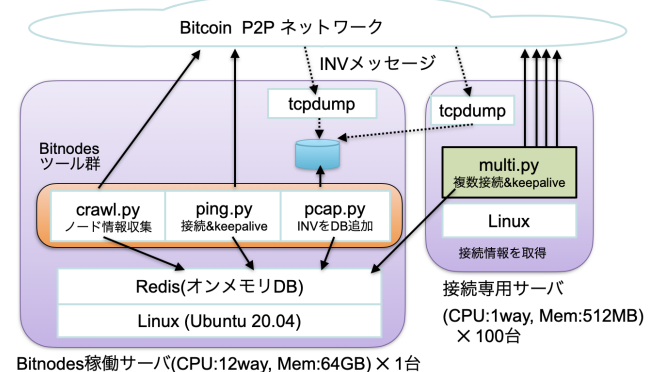 Bitcoin P2P ネットワーク
INVメッセージ
tcpdump
tcpdump
Bitnodes
ツール群
crawl.py
ノード情報収集
ping.py
接続&keepalive
pcap.py
INVをDB追加
multi.py
複数接続&keepalive
Linux
接続情報を取得
Redis(オンメモリDB)
Linux (Ubuntu 20.04)
接続専用サーバ
(CPU:1way, Mem:512MB)
× 100台
Bitnodes稼働サーバ(CPU:12way, Mem:64GB) × 1台